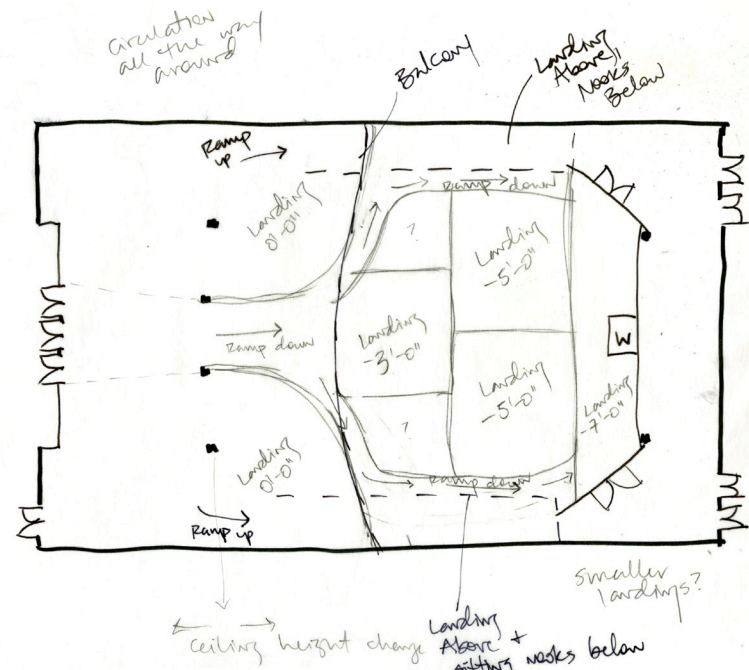 circulation
all the way
around
Balcony
Landing
Above,
Nooks
Below
Ramp
up
Landing
0'-0"
Ramp down
?
Landing
-5'-0"
Ramp down
Landing
-3'-0"
W
Landing
-5'-0"
Landing
-7'-0"
?
Landing
0'-0"
Ramp down
Ramp up
smaller
landings?
ceiling height change
Landing
Above +
nooks below